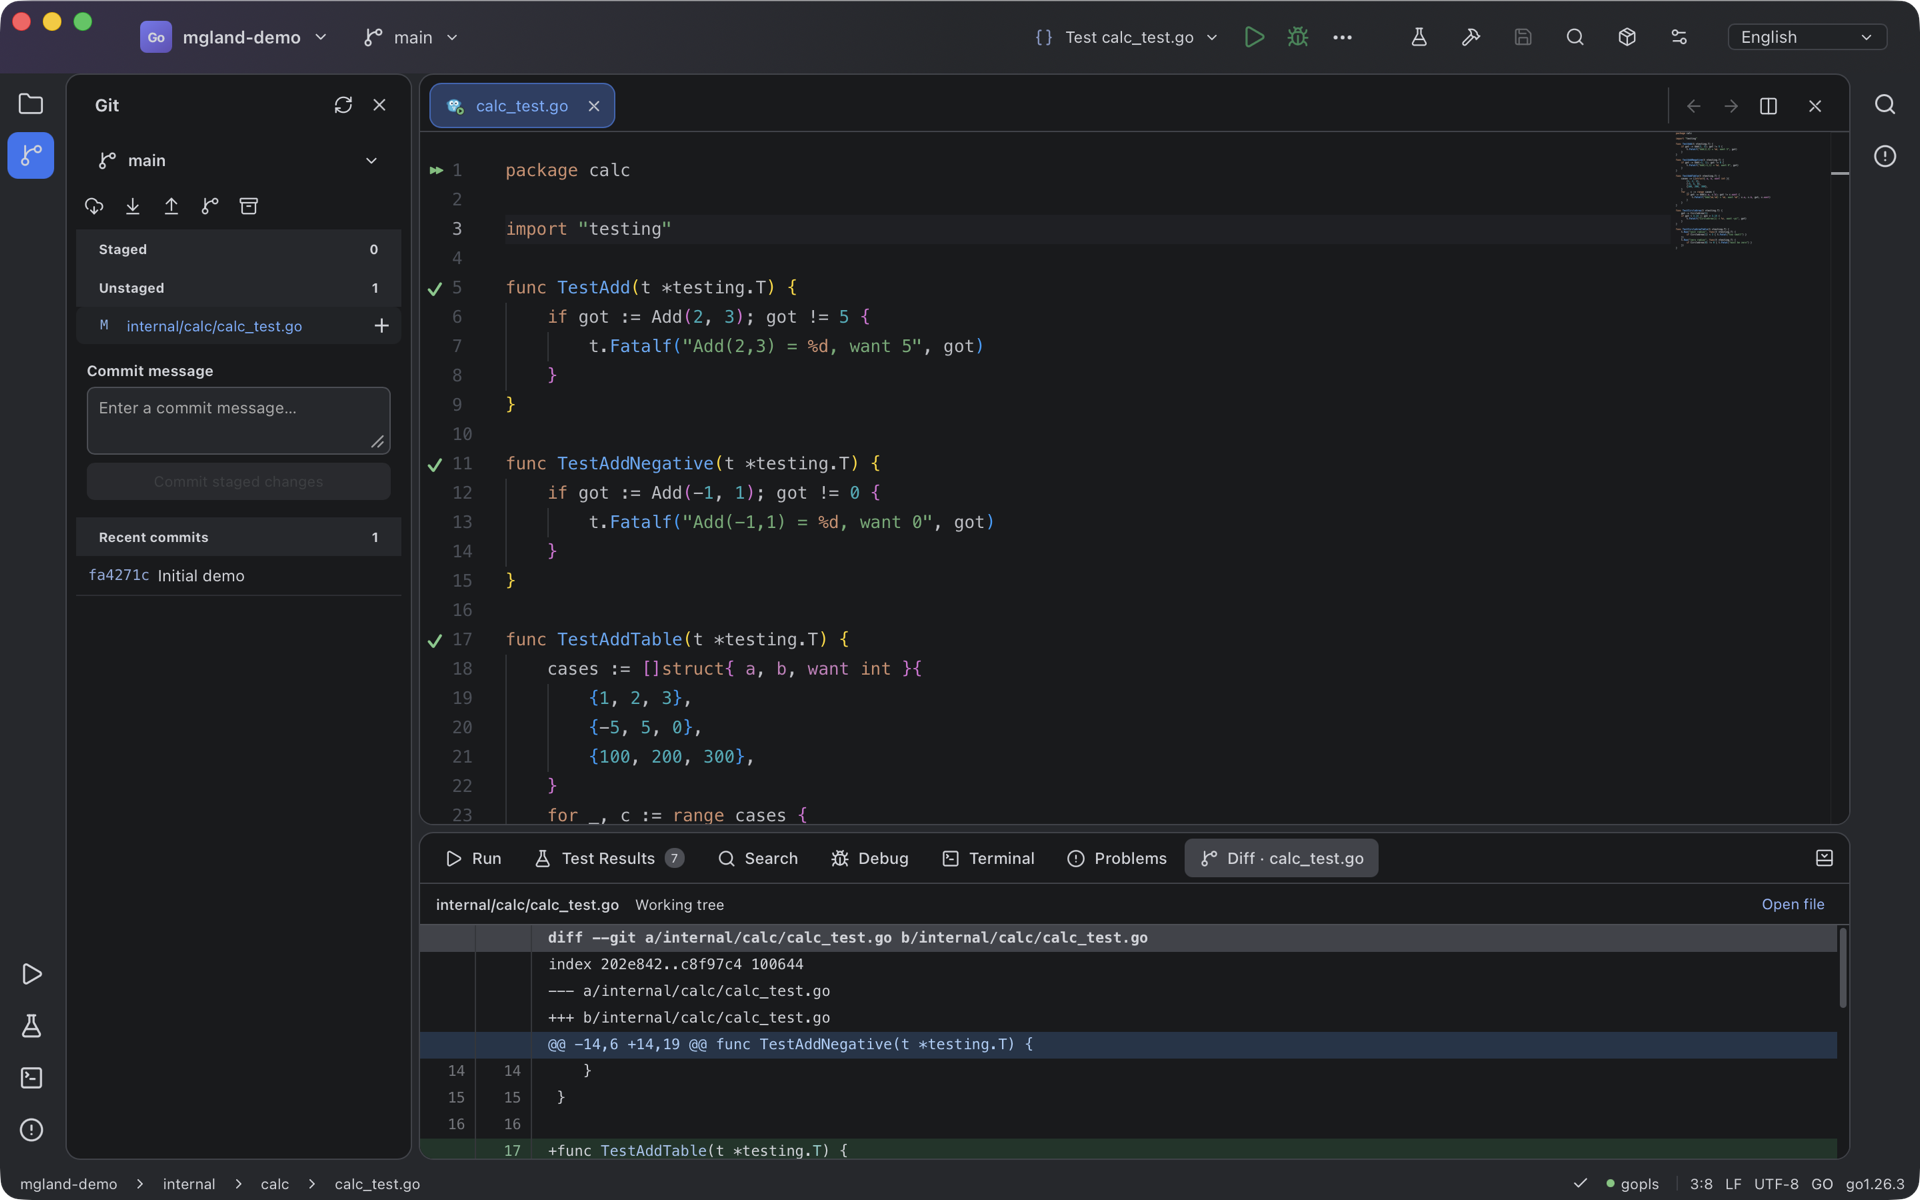 Go mgland-demo main Test calc_test.go English
Git
main
Staged 0
Unstaged 1
M internal/calc/calc_test.go
Commit message
Enter a commit message...
Commit staged changes
Recent commits 1
fa4271c Initial demo
calc_test.go
1 package calc
2
3 import "testing"
4
5 func TestAdd(t *testing.T) {
6 if got := Add(2, 3); got != 5 {
7 t.Fatalf("Add(2,3) = %d, want 5", got)
8 }
9 }
10
11 func TestAddNegative(t *testing.T) {
12 if got := Add(-1, 1); got != 0 {
13 t.Fatalf("Add(-1,1) = %d, want 0", got)
14 }
15 }
16
17 func TestAddTable(t *testing.T) {
18 cases := []struct{ a, b, want int }{
19 {1, 2, 3},
20 {-5, 5, 0},
21 {100, 200, 300},
22 }
23 for _, c := range cases {
Run Test Results 7 Search Debug Terminal Problems Diff · calc_test.go
internal/calc/calc_test.go Working tree Open file
diff --git a/internal/calc/calc_test.go b/internal/calc/calc_test.go
index 202e842..c8f97c4 100644
--- a/internal/calc/calc_test.go
+++ b/internal/calc/calc_test.go
@@ -14,6 +14,19 @@ func TestAddNegative(t *testing.T) {
14 14 }
15 15 }
16 16
17 +func TestAddTable(t *testing.T) {
mgland-demo > internal > calc > calc_test.go gopls 3:8 LF UTF-8 GO go1.26.3